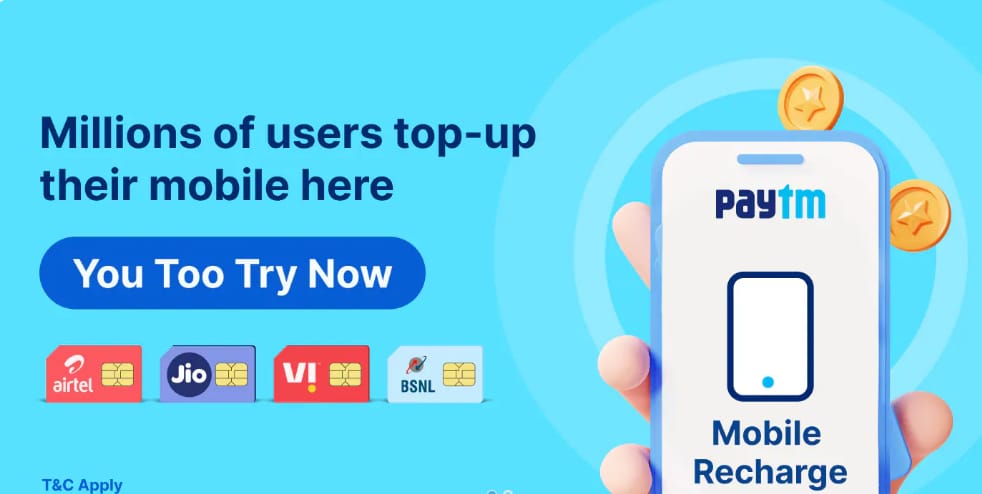 Millions of users top-up
their mobile here
You Too Try Now
airtel
Jio
VI
BSNL
T&C Apply
paytm
Mobile
Recharge